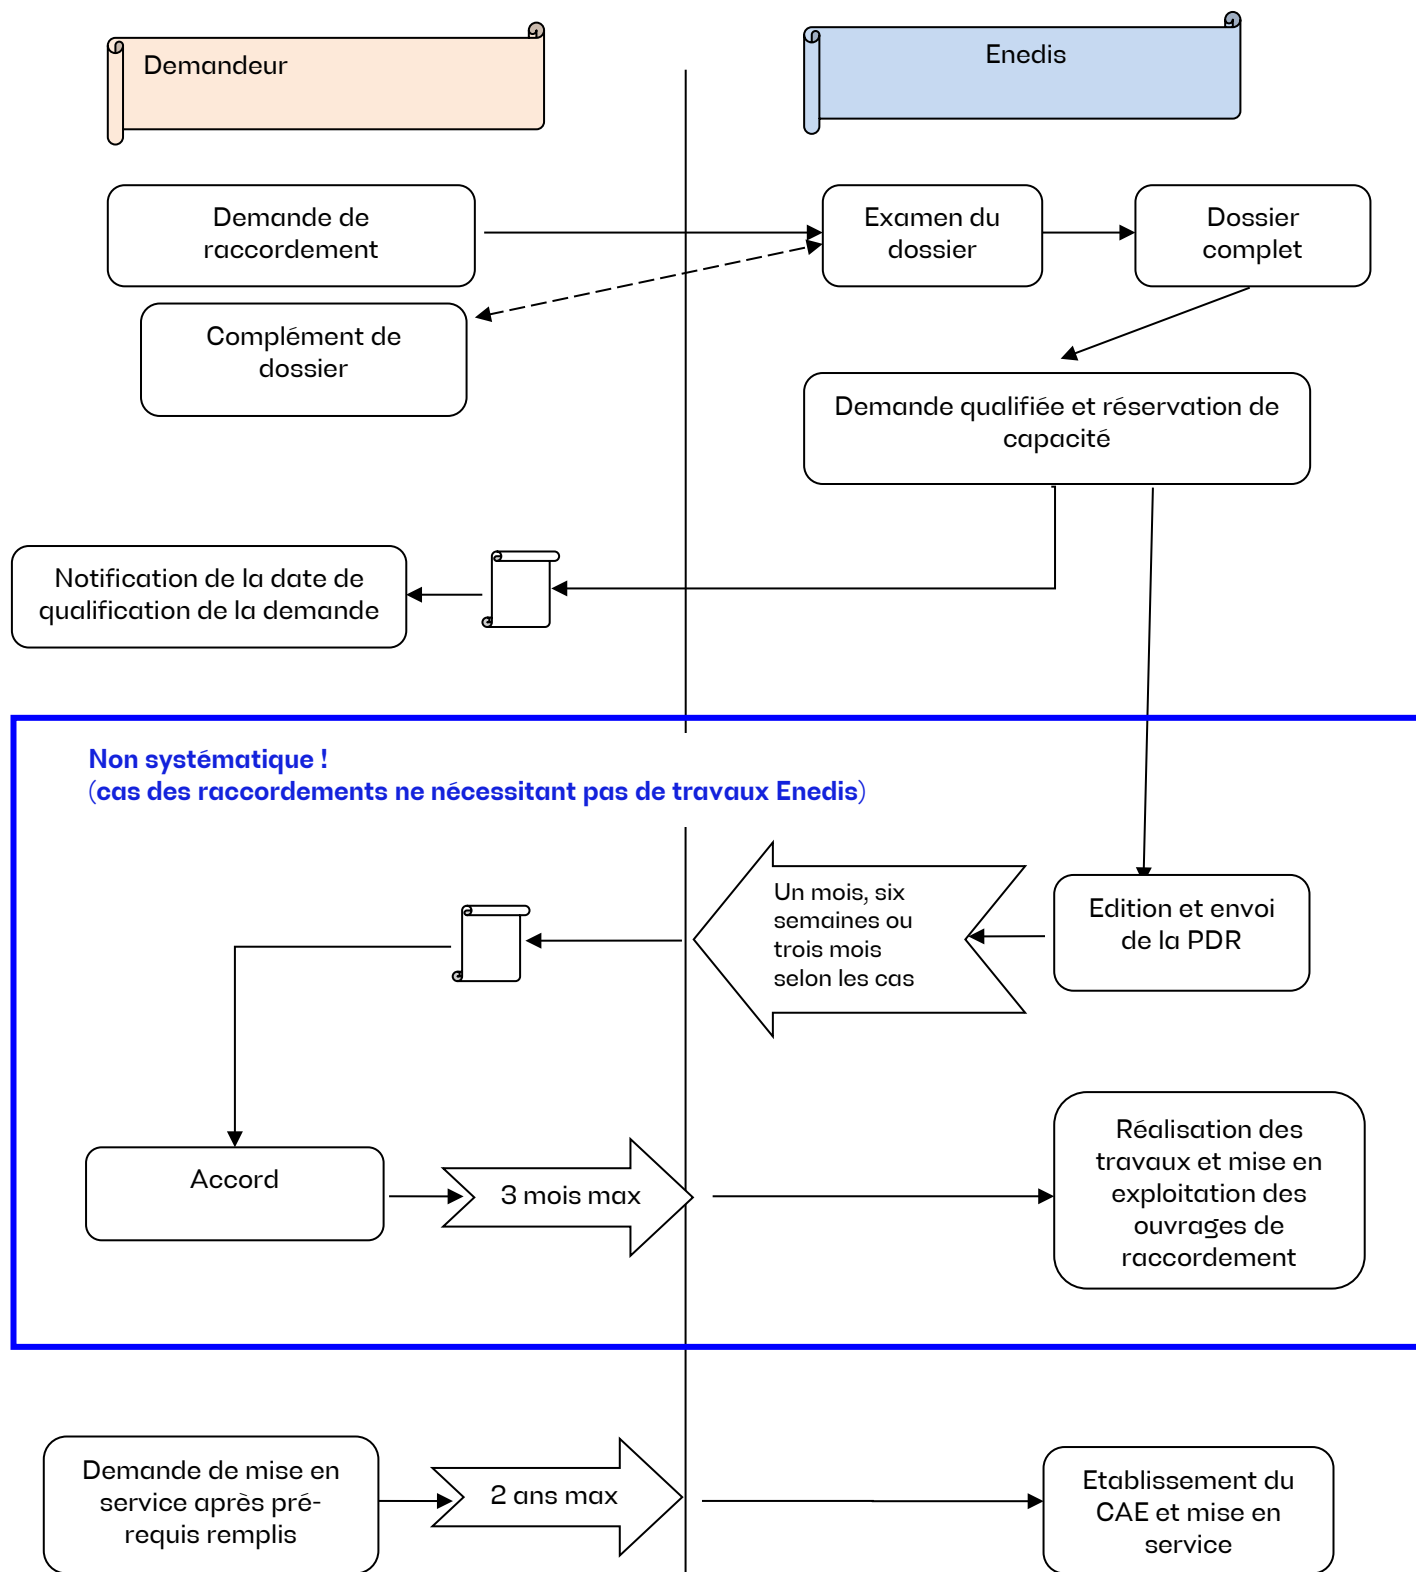 Demandeur
Enedis
Demande de
raccordement
Examen du
dossier
Dossier
complet
Complément de
dossier
Demande qualifiée et réservation de
capacité
Notification de la date de
qualification de la demande
Non systématique !
(cas des raccordements ne nécessitant pas de travaux Enedis)
Un mois, six
semaines ou
trois mois
selon les cas
Edition et envoi
de la PDR
Accord
3 mois max
Réalisation des
travaux et mise en
exploitation des
ouvrages de
raccordement
Demande de mise en
service après pré-
requis remplis
2 ans max
Etablissement du
CAE et mise en
service